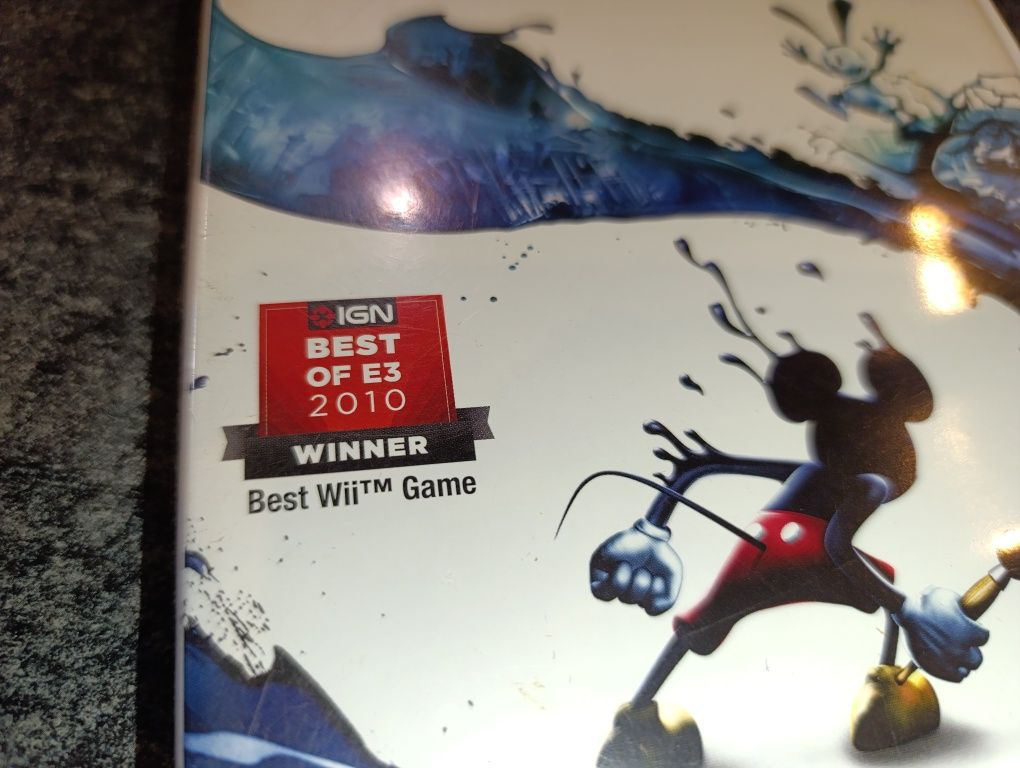 IGN
BEST
OF E3
2010
WINNER
Best Wii™ Game